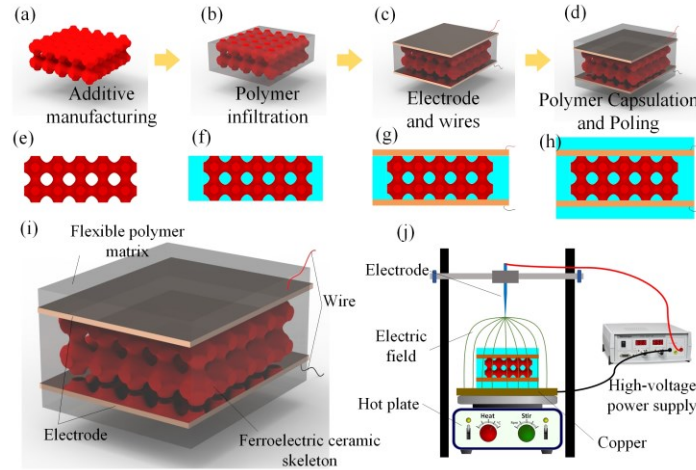 (a)
(b)
(c)
(d)
Additive
manufacturing
Polymer
infiltration
Electrode
and wires
Polymer Capsulation
and Poling
(e)
(f)
(g)
(h)
(i)
Flexible polymer
matrix
Wire
Electrode
Ferroelectric ceramic
skeleton
(j)
Electrode
Electric
field
Hot plate
Heat
Stir
High-voltage
power supply
Copper